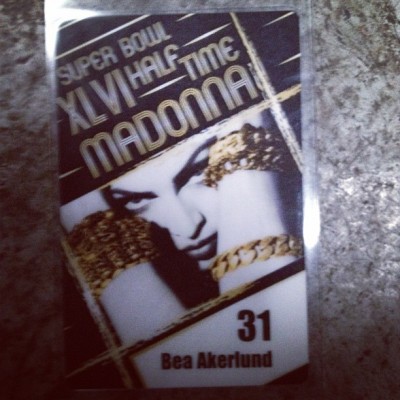 SUPER BOWL
XLVI HALF TIME
MADONNA
31
Bea Akerlund